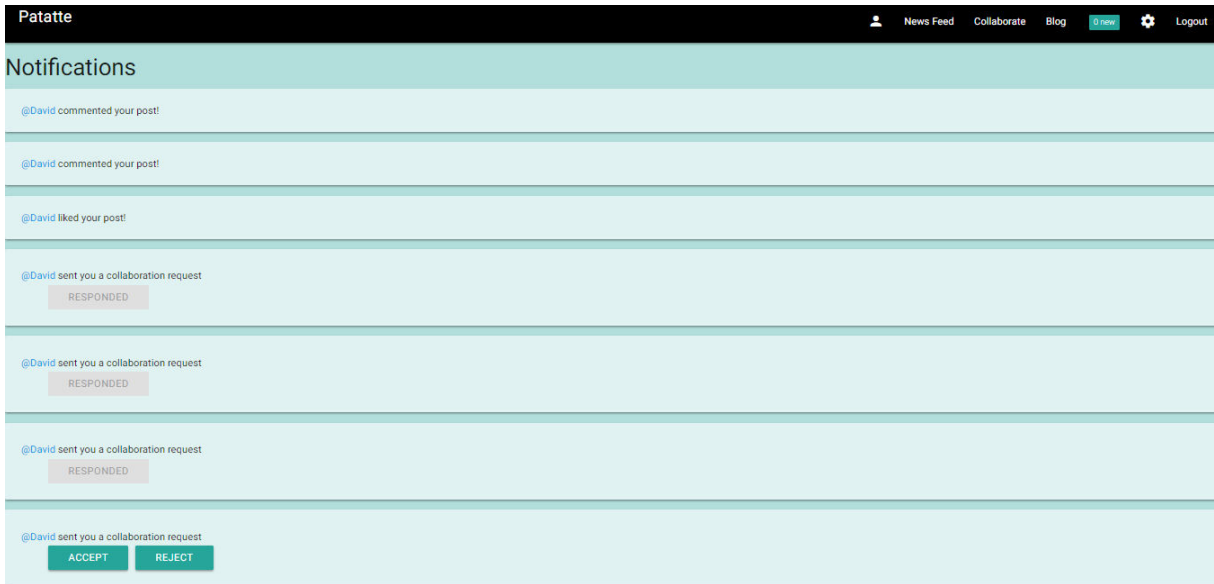 Patatte
News Feed Collaborate Blog 0 new Logout
Notifications
@David commented your post!
@David commented your post!
@David liked your post!
@David sent you a collaboration request
RESPONDED
@David sent you a collaboration request
RESPONDED
@David sent you a collaboration request
RESPONDED
@David sent you a collaboration request
ACCEPT REJECT